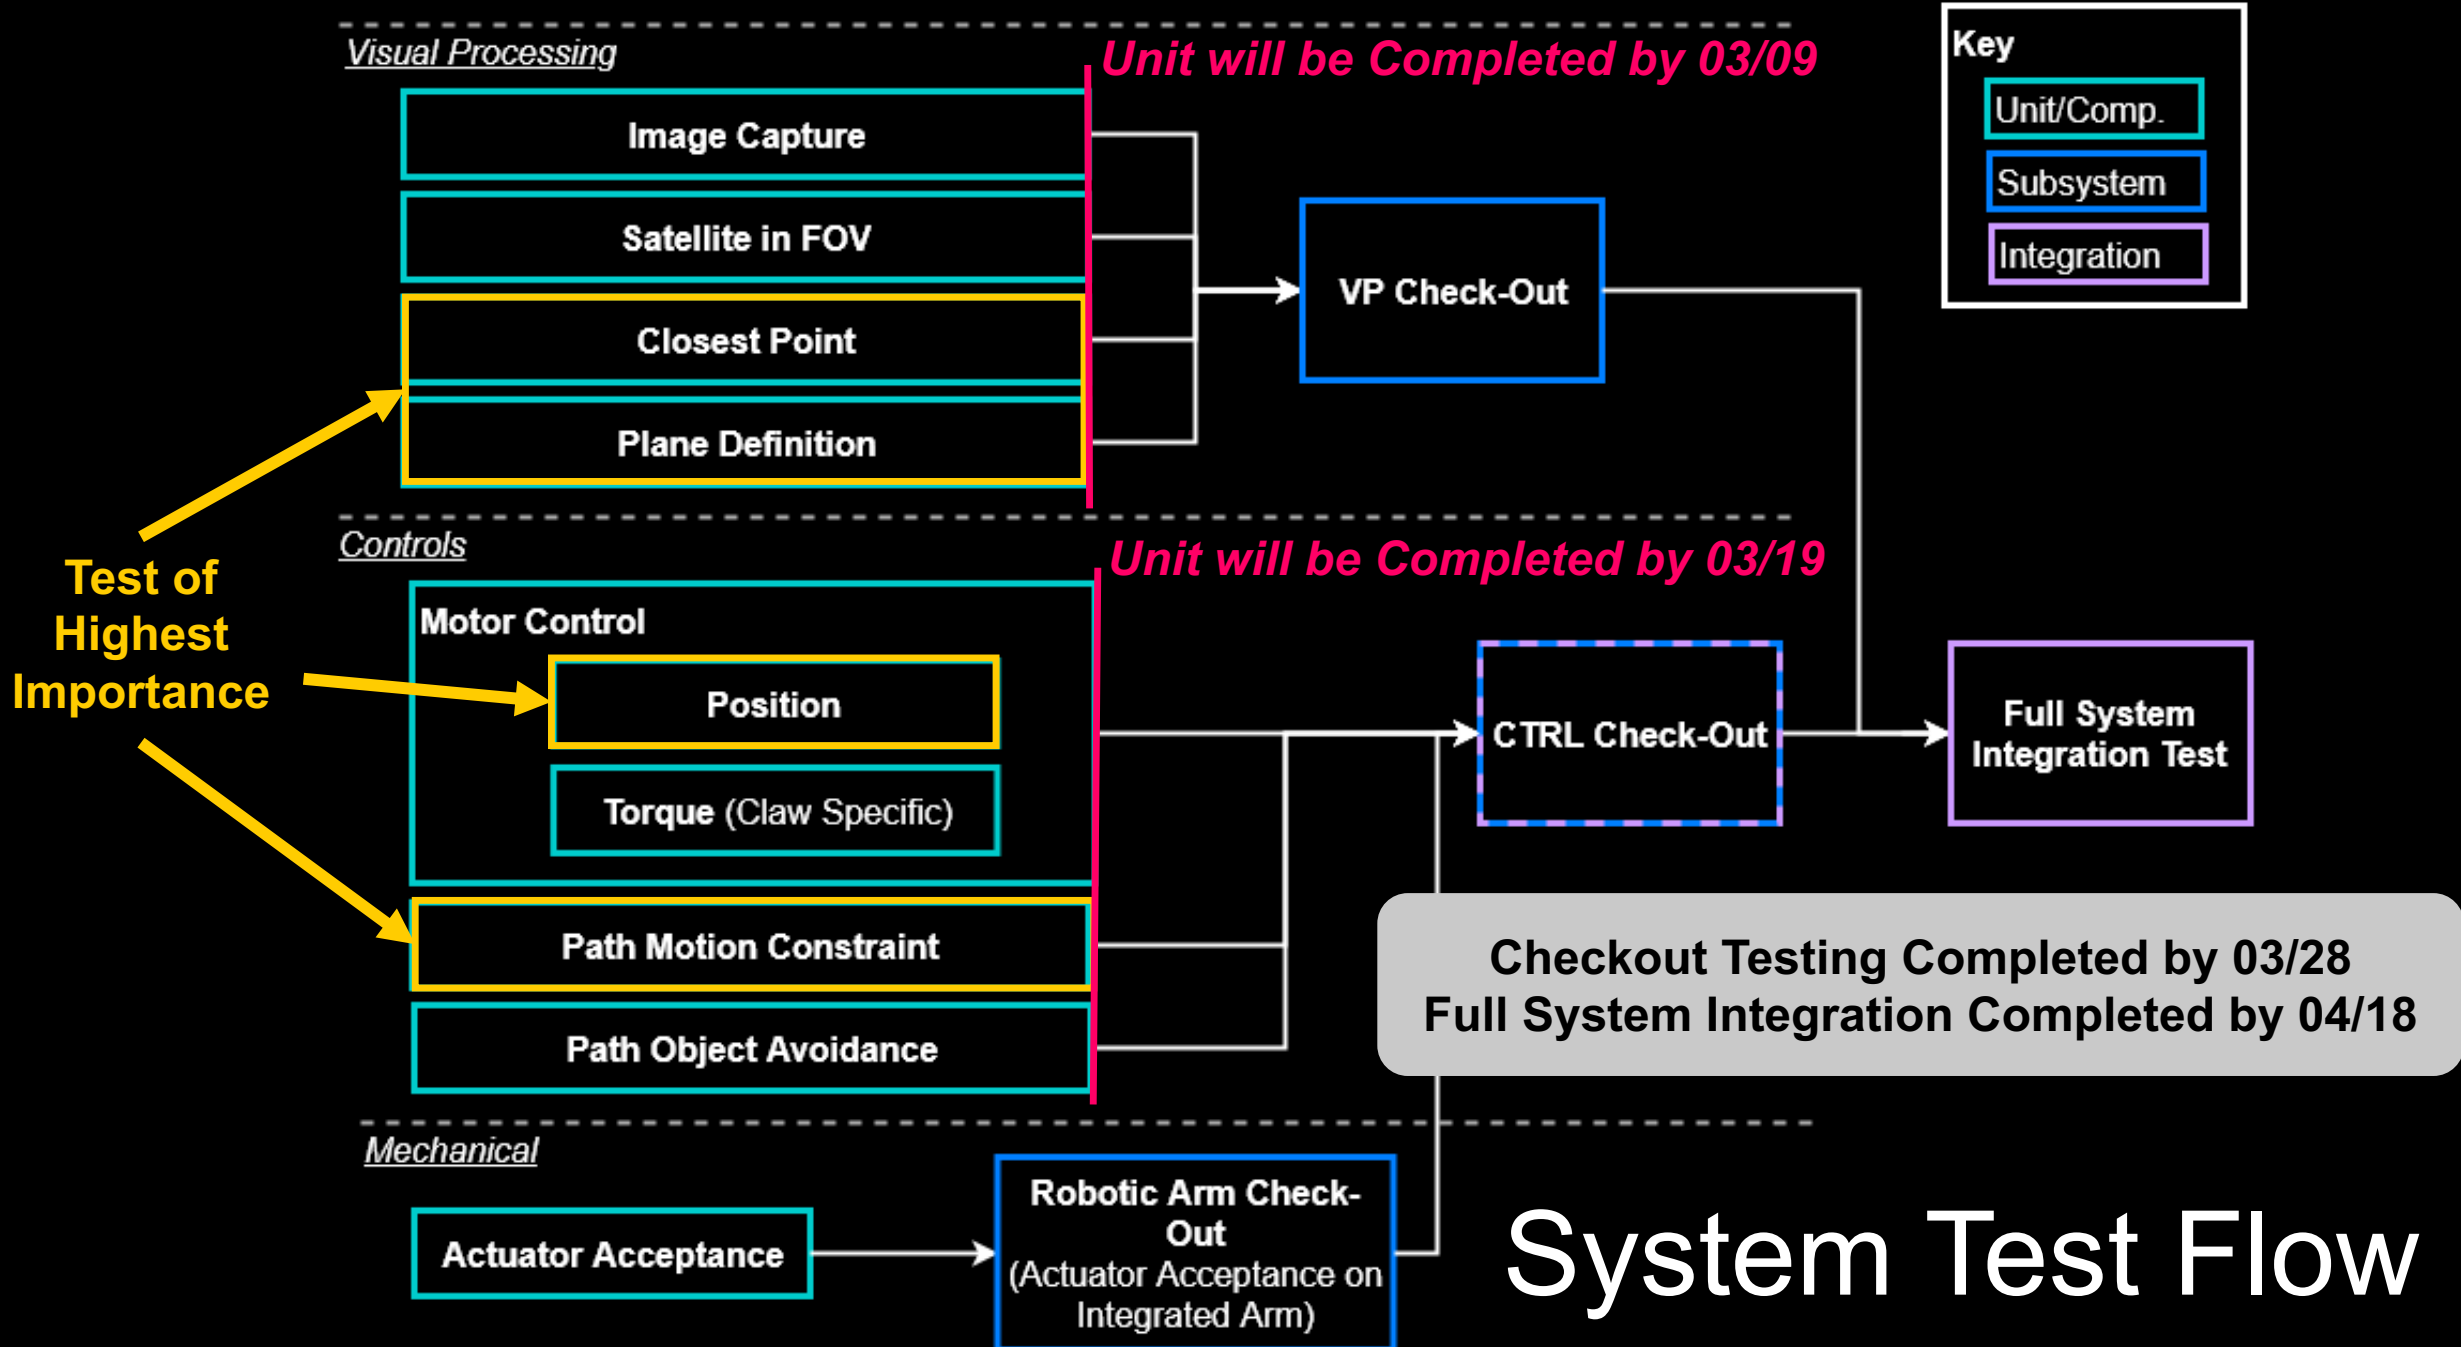 Visual Processing
Unit will be Completed by 03/09
Key
Unit/Comp.
Subsystem
Integration
Image Capture
Satellite in FOV
Closest Point
Plane Definition
VP Check-Out
Controls
Unit will be Completed by 03/19
Test of
Highest
Importance
Motor Control
Position
Torque (Claw Specific)
Path Motion Constraint
Path Object Avoidance
CTRL Check-Out
Full System
Integration Test
Checkout Testing Completed by 03/28
Full System Integration Completed by 04/18
Mechanical
Actuator Acceptance
Robotic Arm Check-
Out
(Actuator Acceptance on
Integrated Arm)
System Test Flow